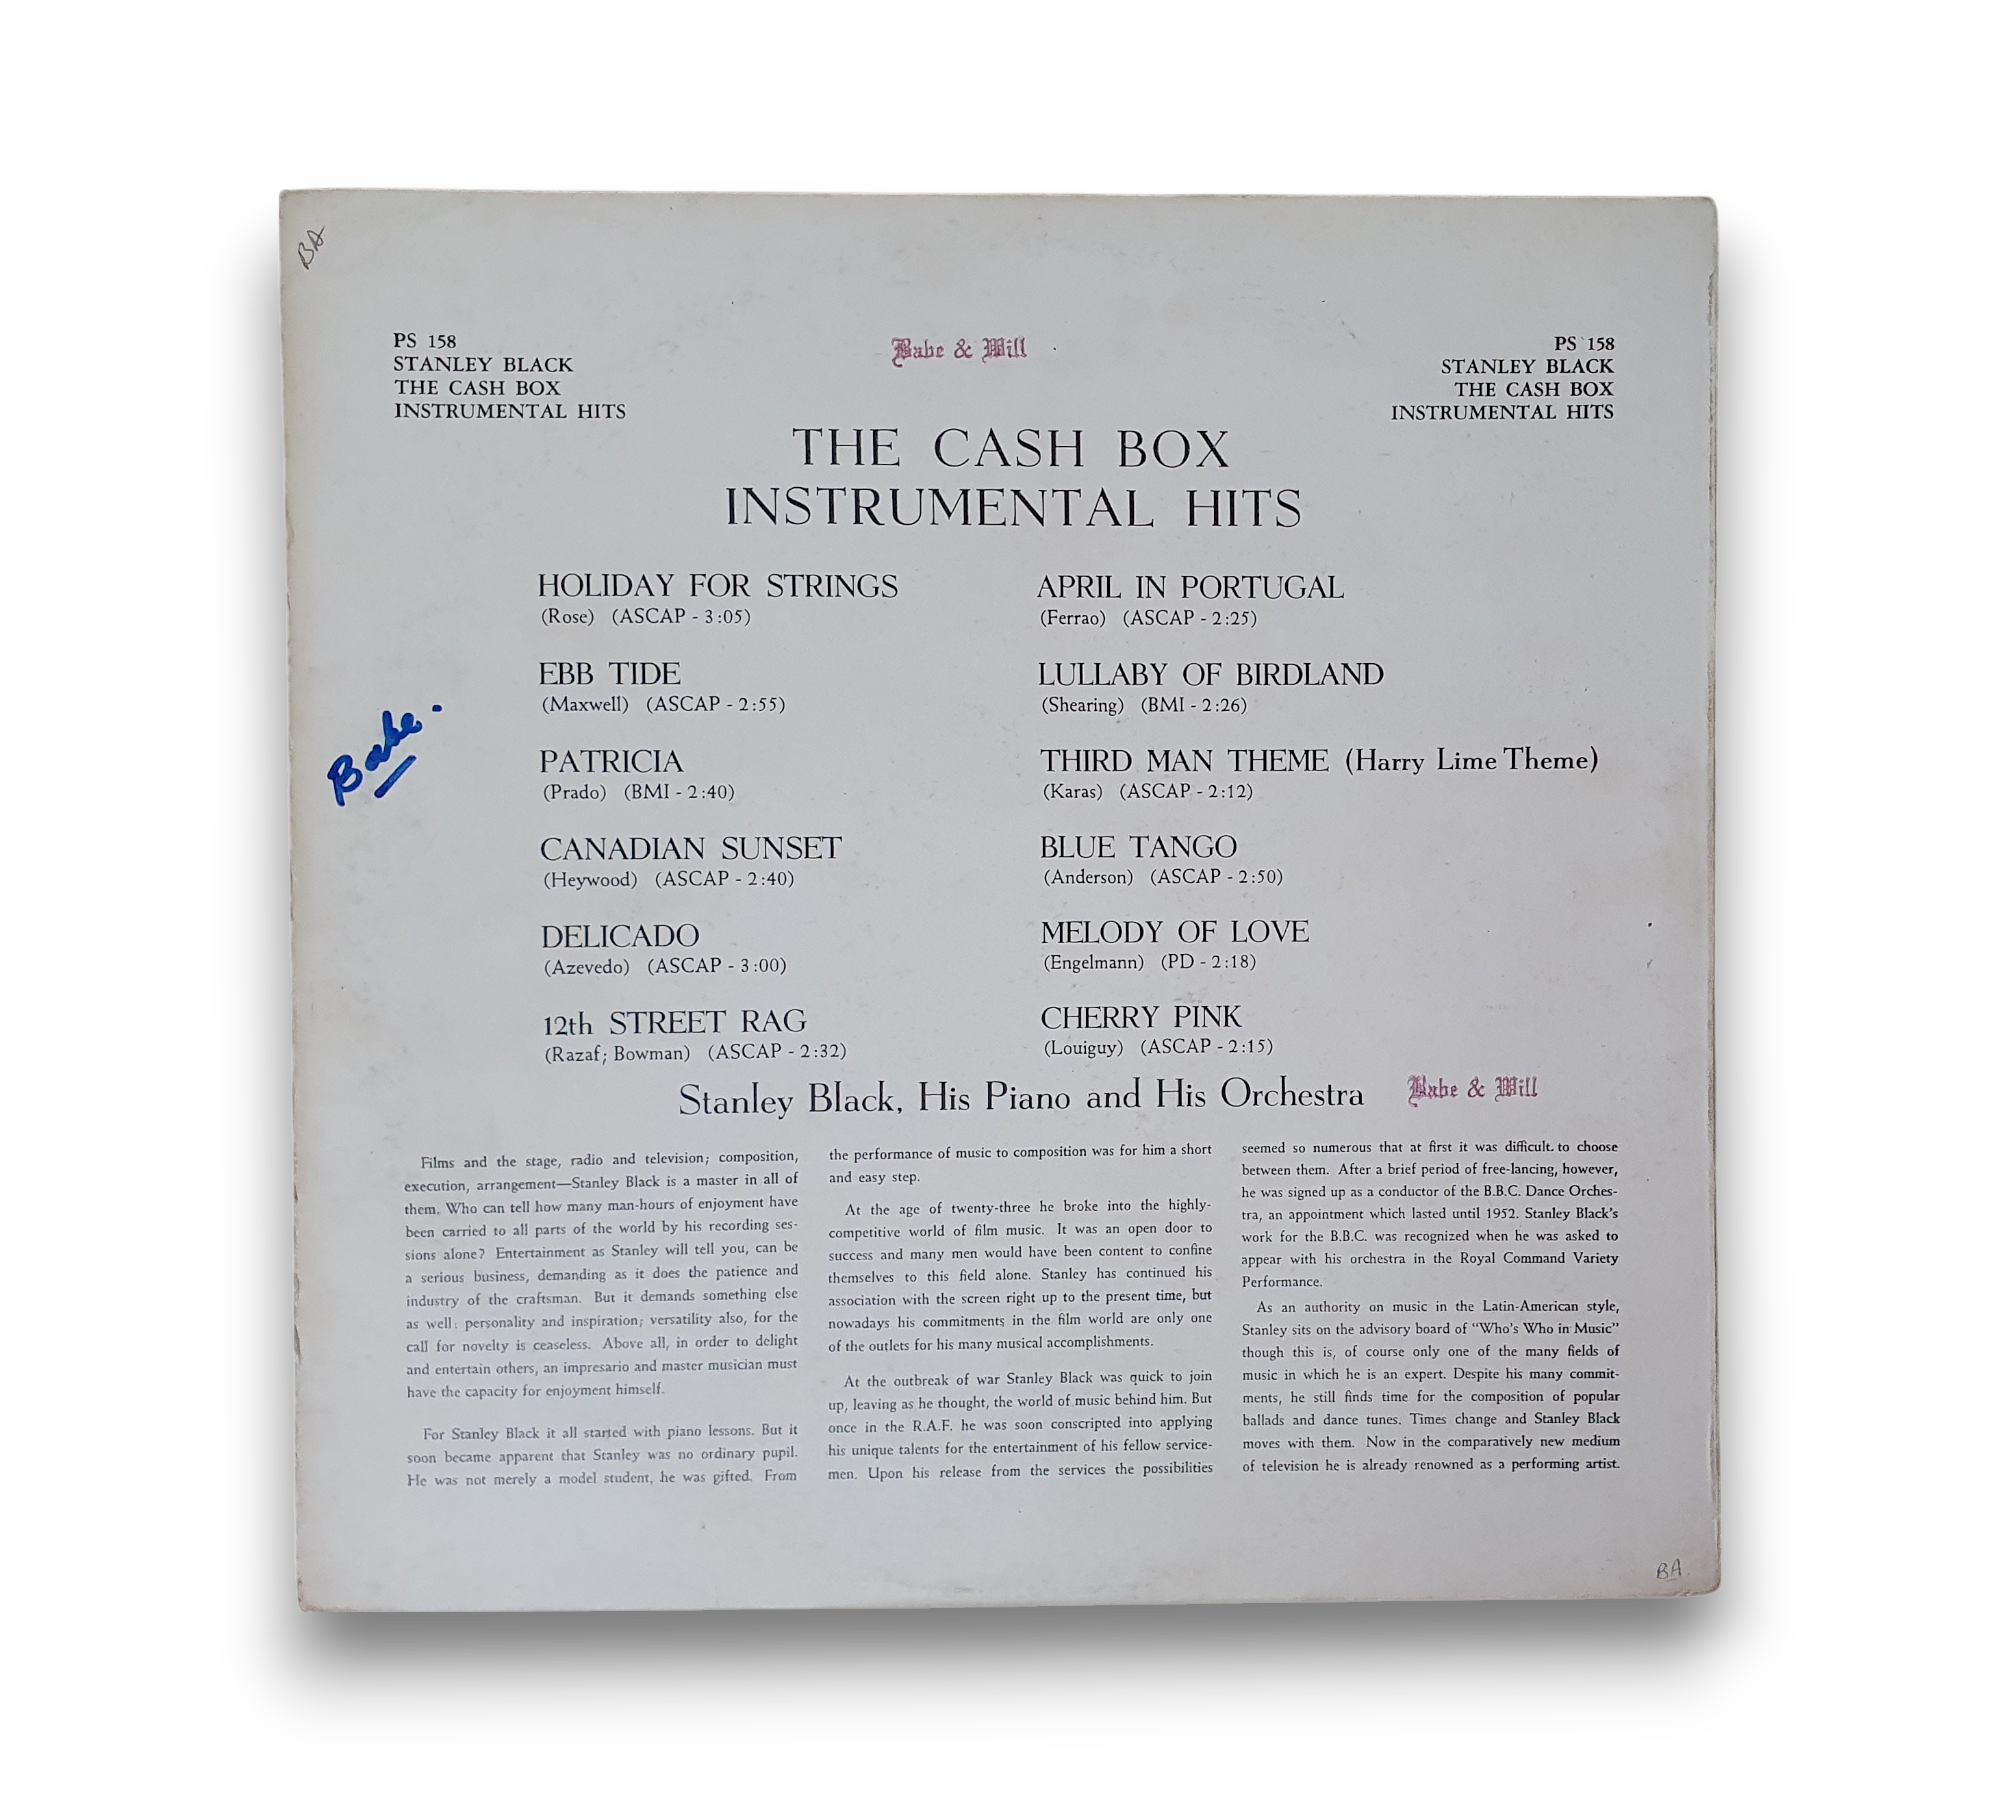 BA
PS 158
STANLEY BLACK
THE CASH BOX
INSTRUMENTAL HITS
Babe & Will
PS 158
STANLEY BLACK
THE CASH BOX
INSTRUMENTAL HITS
THE CASH BOX
INSTRUMENTAL HITS
HOLIDAY FOR STRINGS
(Rose) (ASCAP - 3:05)
EBB TIDE
(Maxwell) (ASCAP - 2:55)
PATRICIA
(Prado) (BMI - 2:40)
CANADIAN SUNSET
(Heywood) (ASCAP - 2:40)
DELICADO
(Azevedo) (ASCAP - 3:00)
12th STREET RAG
(Razaf; Bowman) (ASCAP - 2:32)
APRIL IN PORTUGAL
(Ferrao) (ASCAP - 2:25)
LULLABY OF BIRDLAND
(Shearing) (BMI - 2:26)
THIRD MAN THEME (Harry Lime Theme)
(Karas) (ASCAP - 2:12)
BLUE TANGO
(Anderson) (ASCAP - 2:50)
MELODY OF LOVE
(Engelmann) (PD - 2:18)
CHERRY PINK
(Louiguy) (ASCAP - 2:15)
Babe.
Stanley Black, His Piano and His Orchestra
Babe & Will
Films and the stage, radio and television; composition,
execution, arrangement—Stanley Black is a master in all of
them. Who can tell how many man-hours of enjoyment have
been carried to all parts of the world by his recording ses-
sions alone? Entertainment as Stanley will tell you, can be
a serious business, demanding as it does the patience and
industry of the craftsman. But it demands something else
as well: personality and inspiration; versatility also, for the
call for novelty is ceaseless. Above all, in order to delight
and entertain others, an impresario and master musician must
have the capacity for enjoyment himself.
For Stanley Black it all started with piano lessons. But it
soon became apparent that Stanley was no ordinary pupil.
He was not merely a model student, he was gifted. From
the performance of music to composition was for him a short
and easy step.
At the age of twenty-three he broke into the highly-
competitive world of film music. It was an open door to
success and many men would have been content to confine
themselves to this field alone. Stanley has continued his
association with the screen right up to the present time, but
nowadays his commitments in the film world are only one
of the outlets for his many musical accomplishments.
At the outbreak of war Stanley Black was quick to join
up, leaving as he thought, the world of music behind him. But
once in the R.A.F. he was soon conscripted into applying
his unique talents for the entertainment of his fellow service-
men. Upon his release from the services the possibilities
seemed so numerous that at first it was difficult to choose
between them. After a brief period of free-lancing, however,
he was signed up as a conductor of the B.B.C. Dance Orches-
tra, an appointment which lasted until 1952. Stanley Black's
work for the B.B.C. was recognized when he was asked to
appear with his orchestra in the Royal Command Variety
Performance.
As an authority on music in the Latin-American style,
Stanley sits on the advisory board of "Who's Who in Music"
though this is, of course only one of the many fields of
music in which he is an expert. Despite his many commit-
ments, he still finds time for the composition of popular
ballads and dance tunes. Times change and Stanley Black
moves with them. Now in the comparatively new medium
of television he is already renowned as a performing artist.
BA